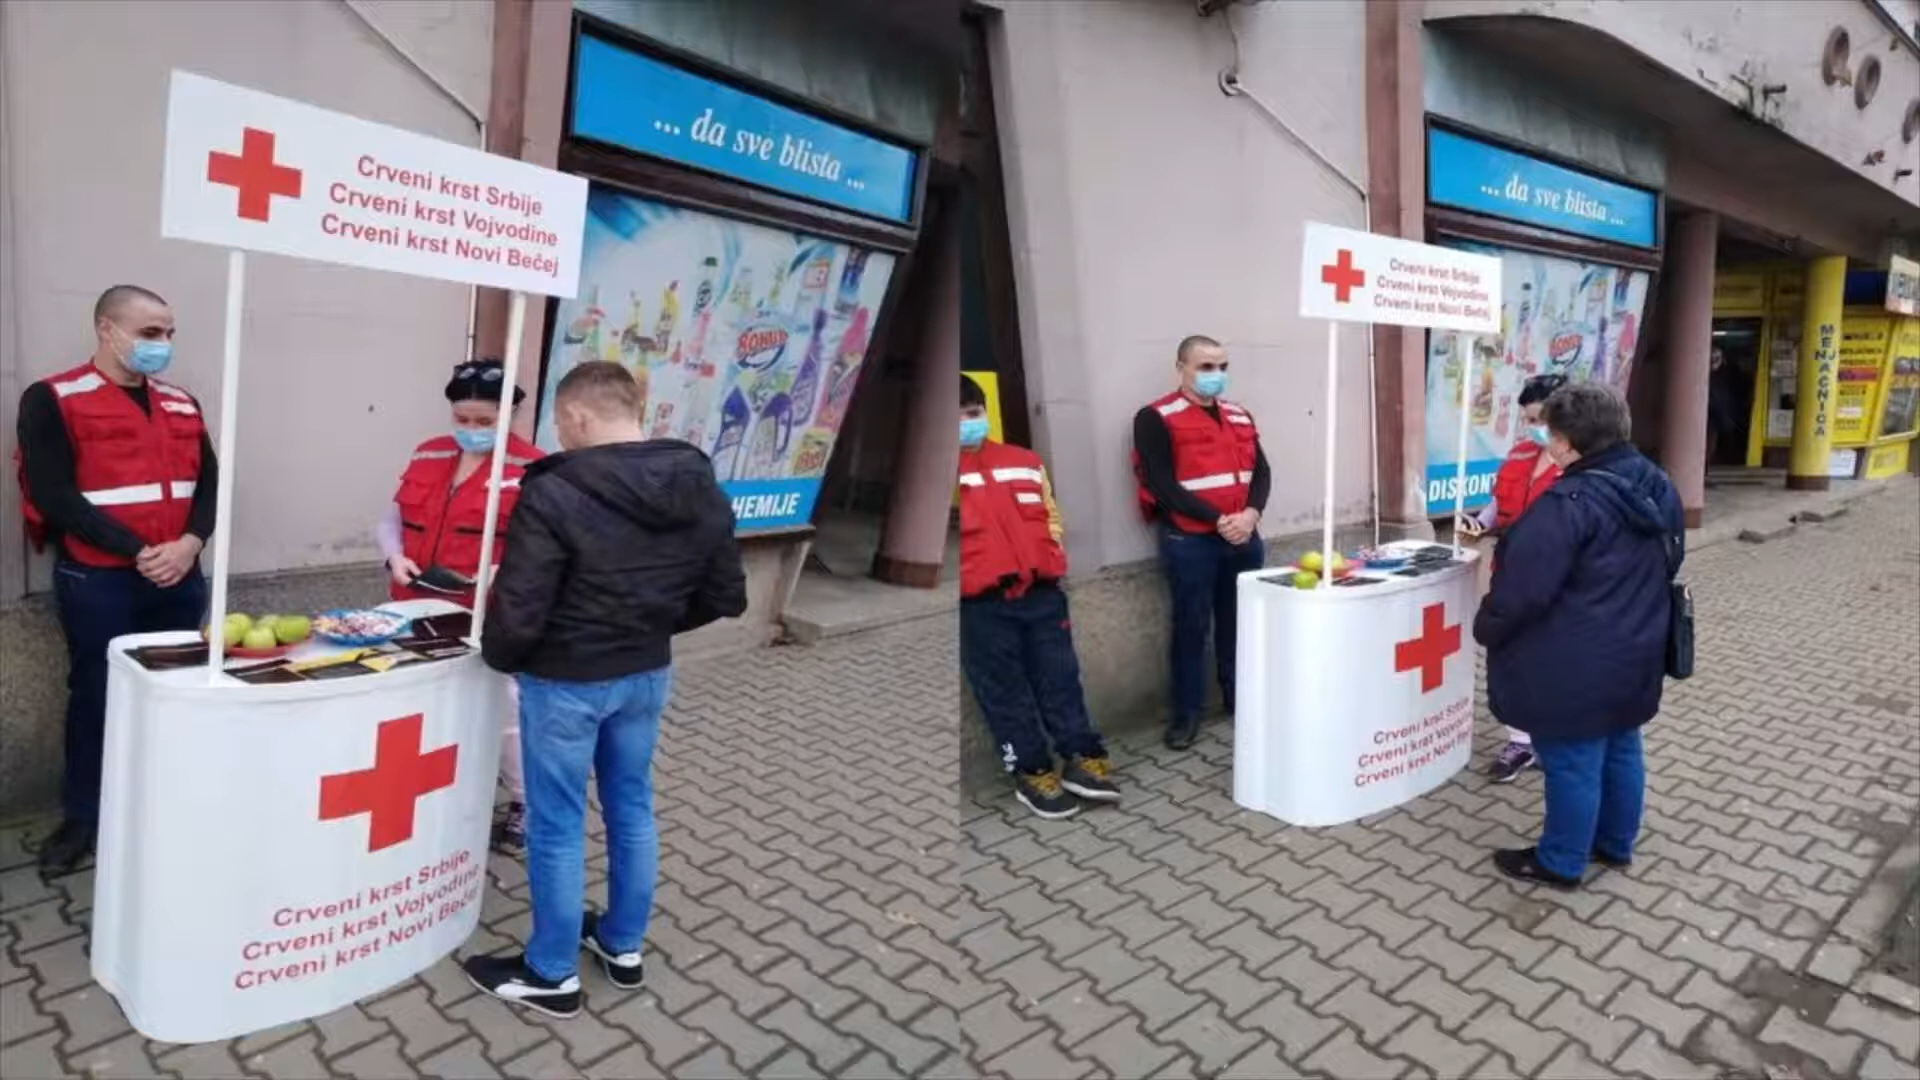 ... da sve blista ...
Crveni krst Srbije
Crveni krst Vojvodine
Crveni krst Novi Bečej
BONUX
HEMIJE
Crveni krst Srbije
Crveni krst Vojvodine
Crveni krst Novi Bečej
... da sve blista ...
Crveni krst Srbije
Crveni krst Vojvodine
Crveni krst Novi Bečej
DISKONT
MENJAČNICA
Crveni krst Srbije
Crveni krst Vojvodine
Crveni krst Novi Be